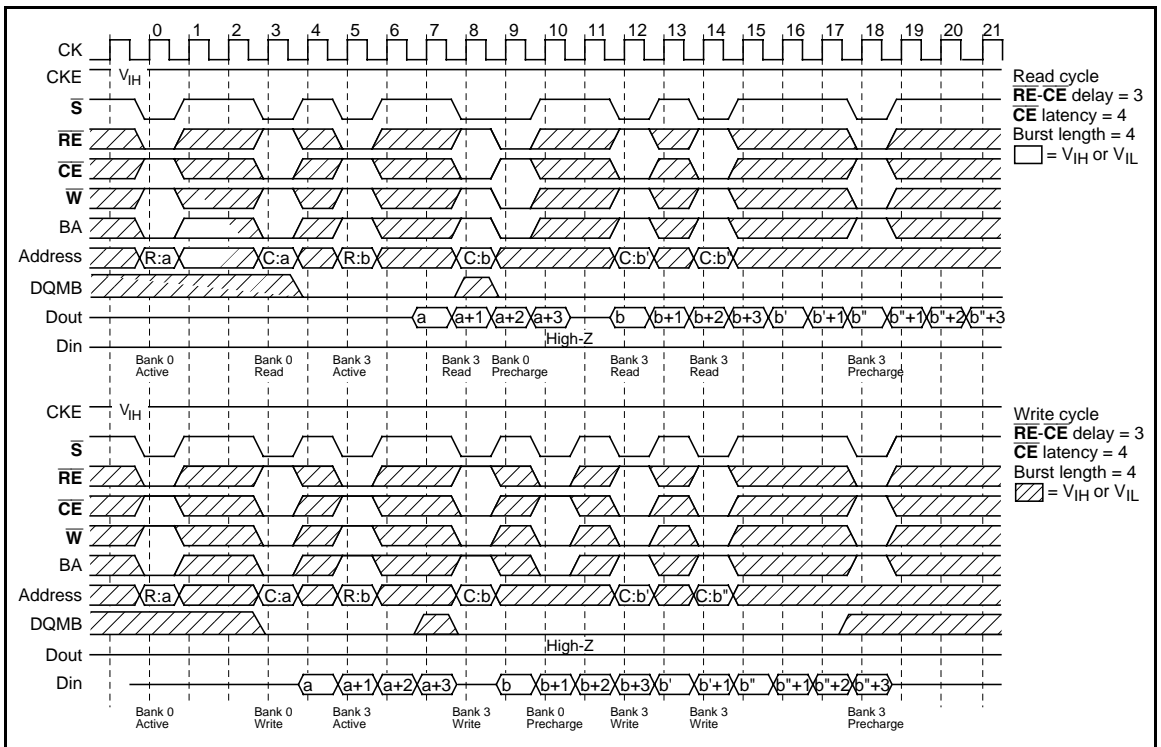 0 1 2 3 4 5 6 7 8 9 10 11 12 13 14 15 16 17 18 19 20 21
CK
CKE VIH
Read cycle
RE-CE delay = 3
CE latency = 4
Burst length = 4
= VIH or VIL
S
RE
CE
W
BA
Address R:a C:a R:b C:b C:b' C:b"
DQMB
Dout a a+1 a+2 a+3 b b+1 b+2 b+3 b' b'+1 b" b"+1 b"+2 b"+3
High-Z
Din
Bank 0 Bank 0 Bank 3 Bank 3 Bank 0 Bank 3 Bank 3 Bank 3
Active Read Active Read Precharge Read Read Precharge
CKE VIH
Write cycle
RE-CE delay = 3
CE latency = 4
Burst length = 4
= VIH or VIL
S
RE
CE
W
BA
Address R:a C:a R:b C:b C:b' C:b"
DQMB
High-Z
Dout
Din a a+1 a+2 a+3 b b+1 b+2 b+3 b' b'+1 b" b"+1 b"+2 b"+3
Bank 0 Bank 0 Bank 3 Bank 3 Bank 0 Bank 3 Bank 3 Bank 3
Active Write Active Write Precharge Write Write Precharge